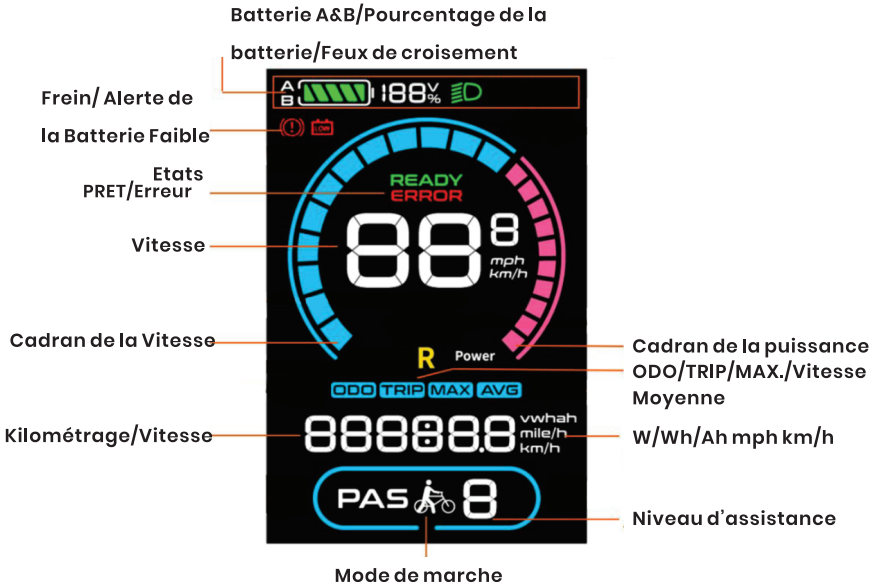 Batterie A&B/Pourcentage de la
batterie/Feux de croisement
A
B
188 V
%
Frein/ Alerte de
la Batterie Faible
LOW
Etats
PRET/Erreur
READY
ERROR
Vitesse
88 8
mph
km/h
Cadran de la Vitesse
R Power
Cadran de la puissance
ODO/TRIP/MAX./Vitesse
Moyenne
ODO TRIP MAX AVG
Kilométrage/Vitesse
8888:8.8
vwhah
mile/h
km/h
W/Wh/Ah mph km/h
PAS 8
Niveau d'assistance
Mode de marche